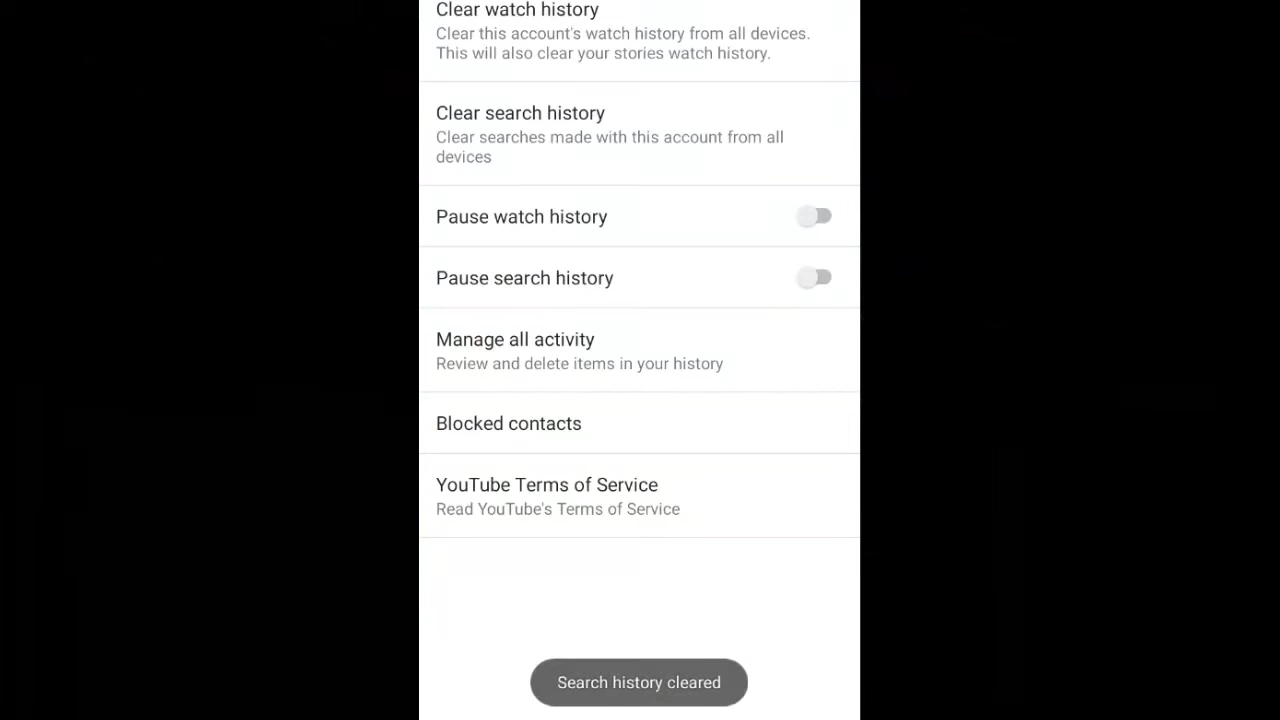 Clear watch history
Clear this account's watch history from all devices.
This will also clear your stories watch history.
Clear search history
Clear searches made with this account from all
devices
Pause watch history
Pause search history
Manage all activity
Review and delete items in your history
Blocked contacts
YouTube Terms of Service
Read YouTube's Terms of Service
Search history cleared